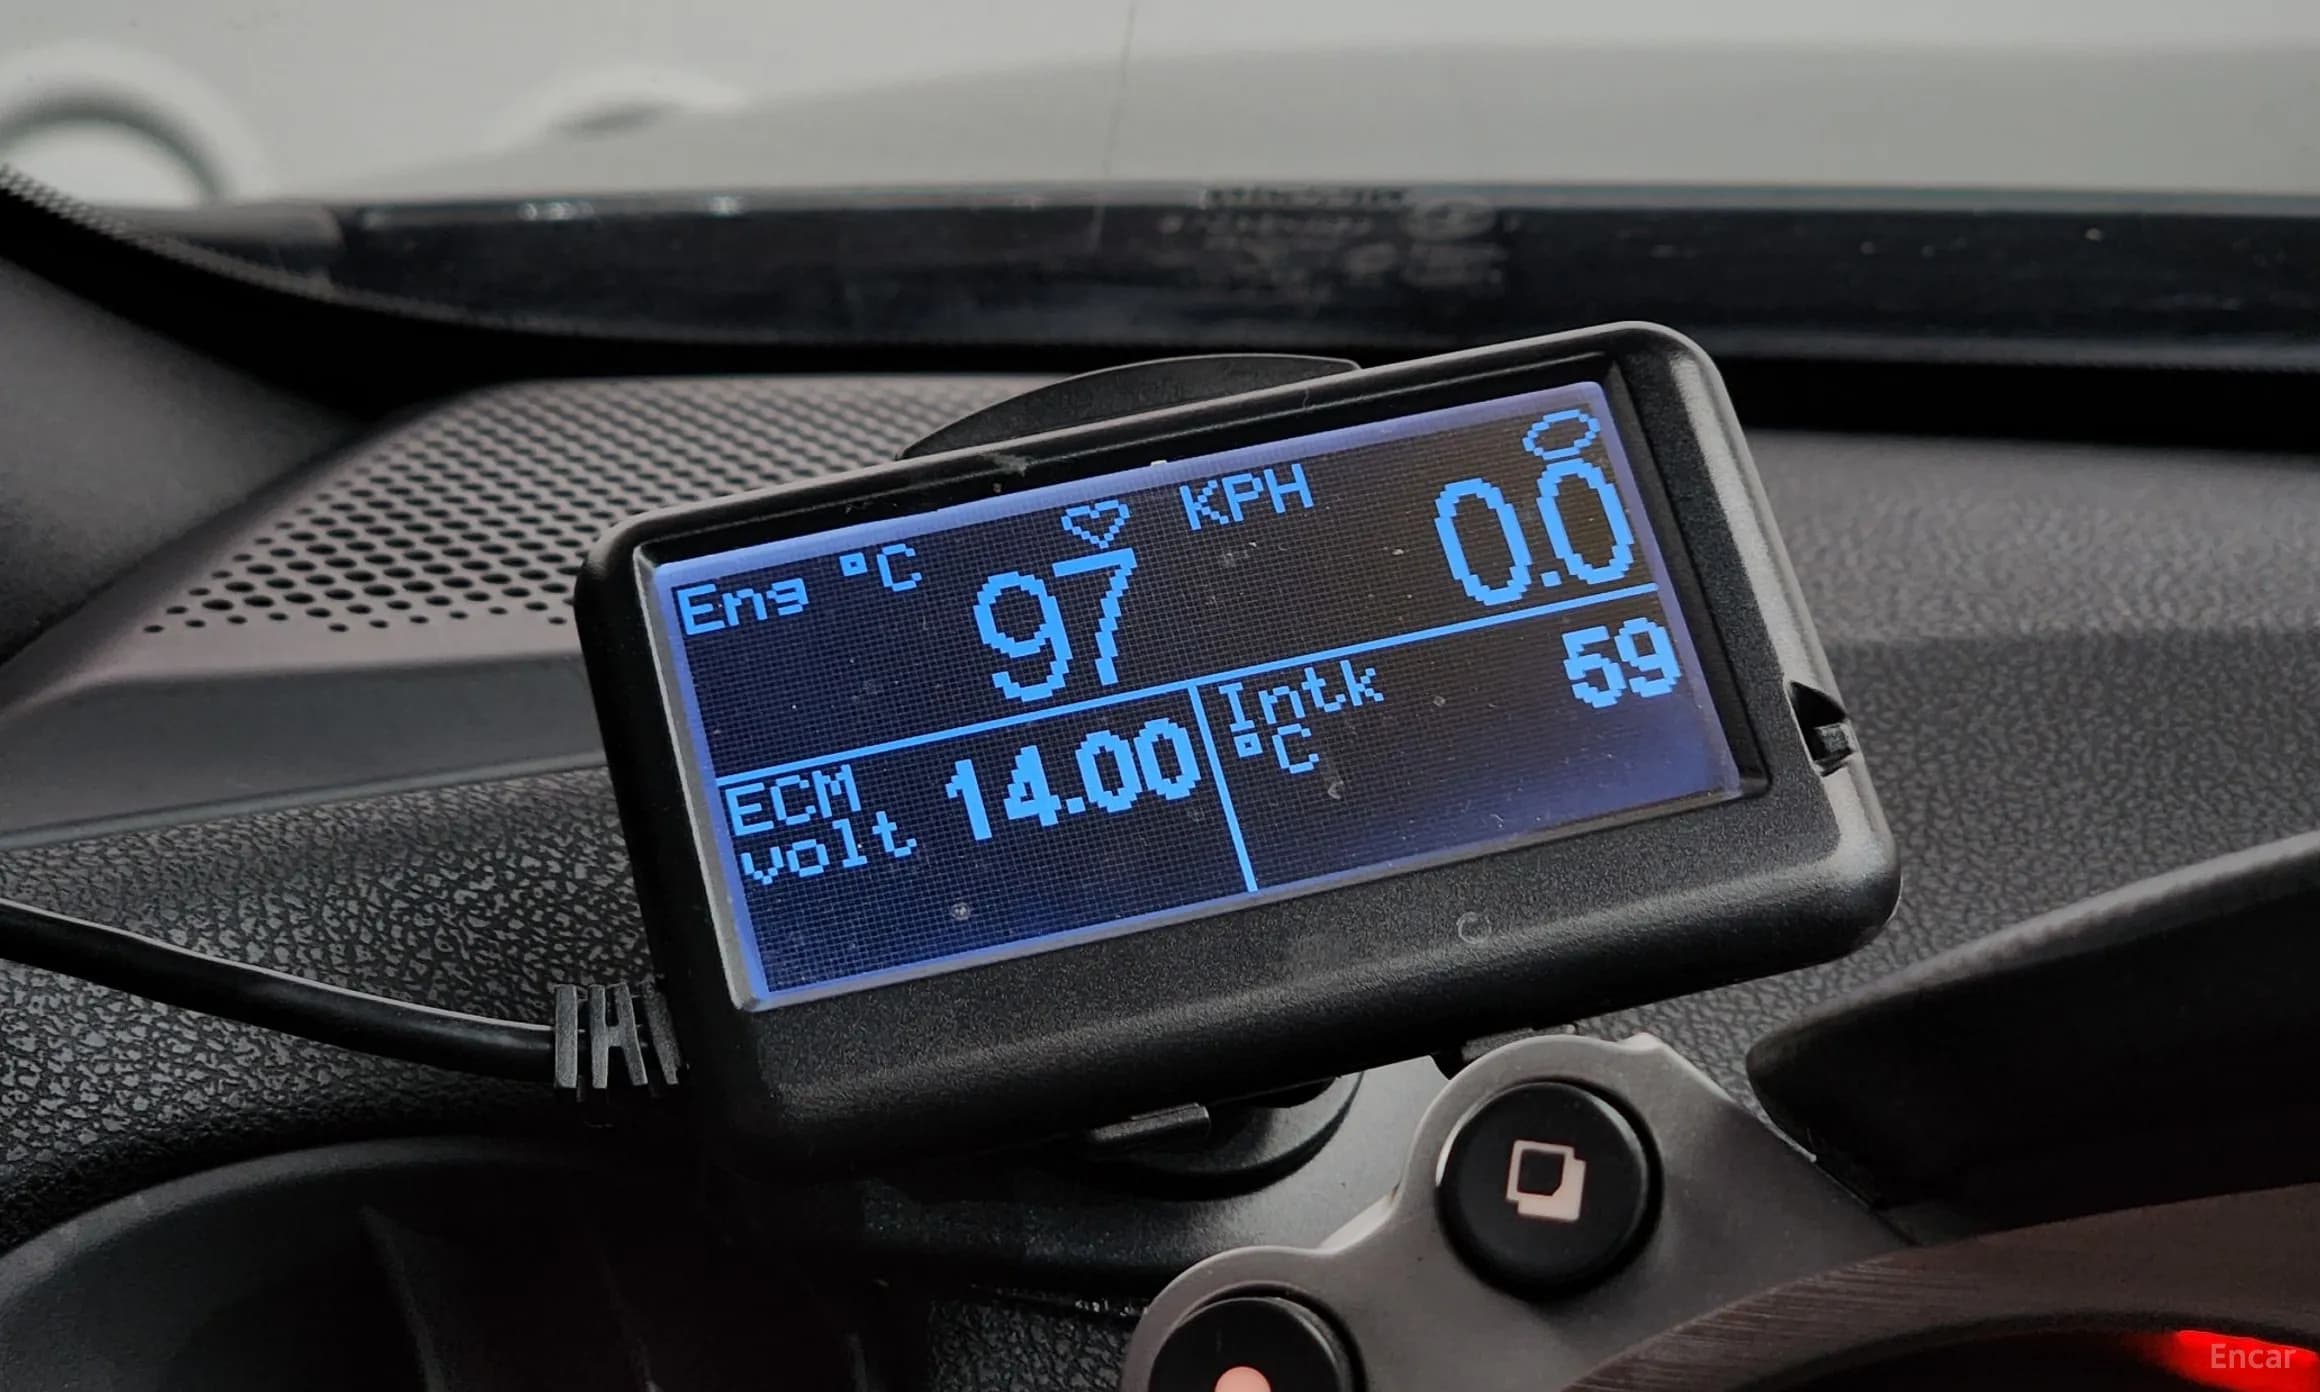 Eng °C 97 KPH 0.0
ECM 14.00
volt
Intk 59
°C
Encar